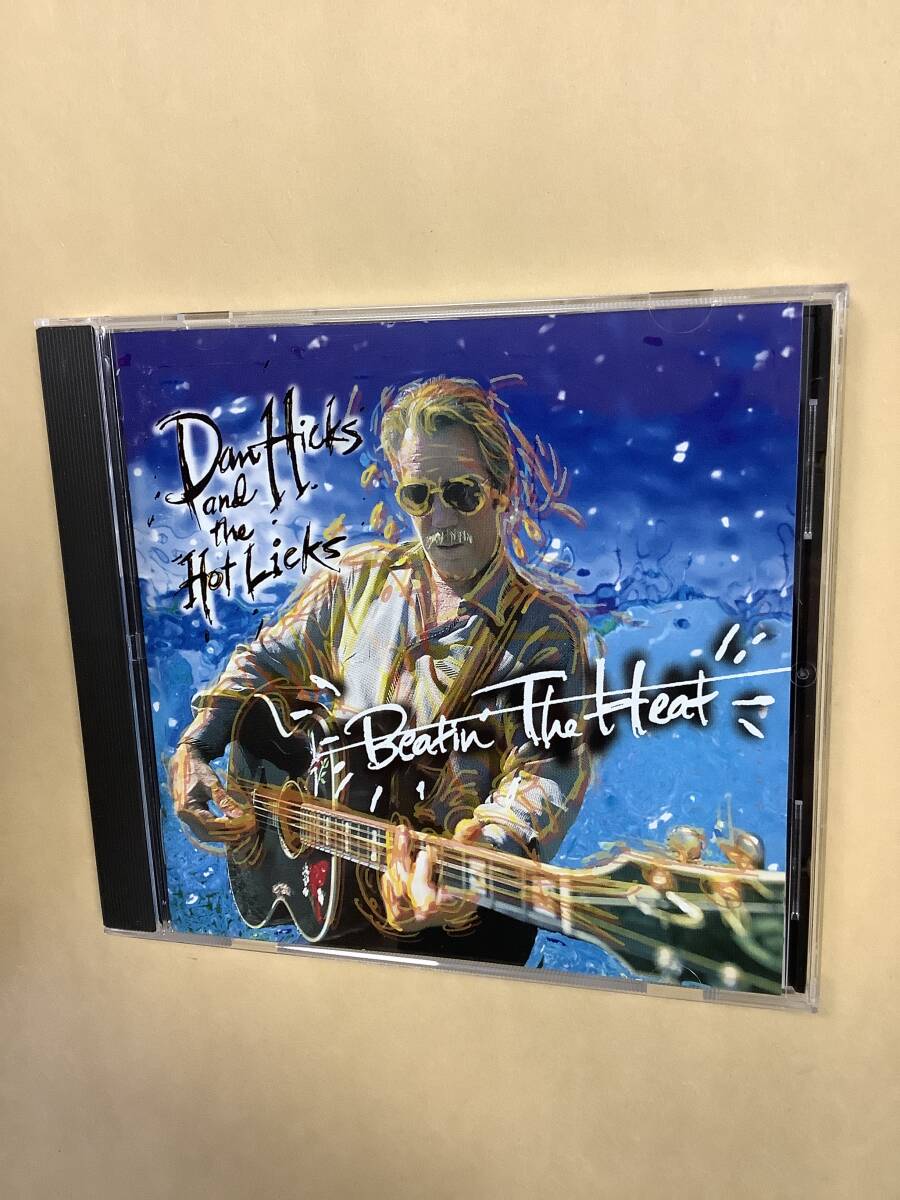 Dan Hicks
and
the
Hot Licks
Beatin' The Heat